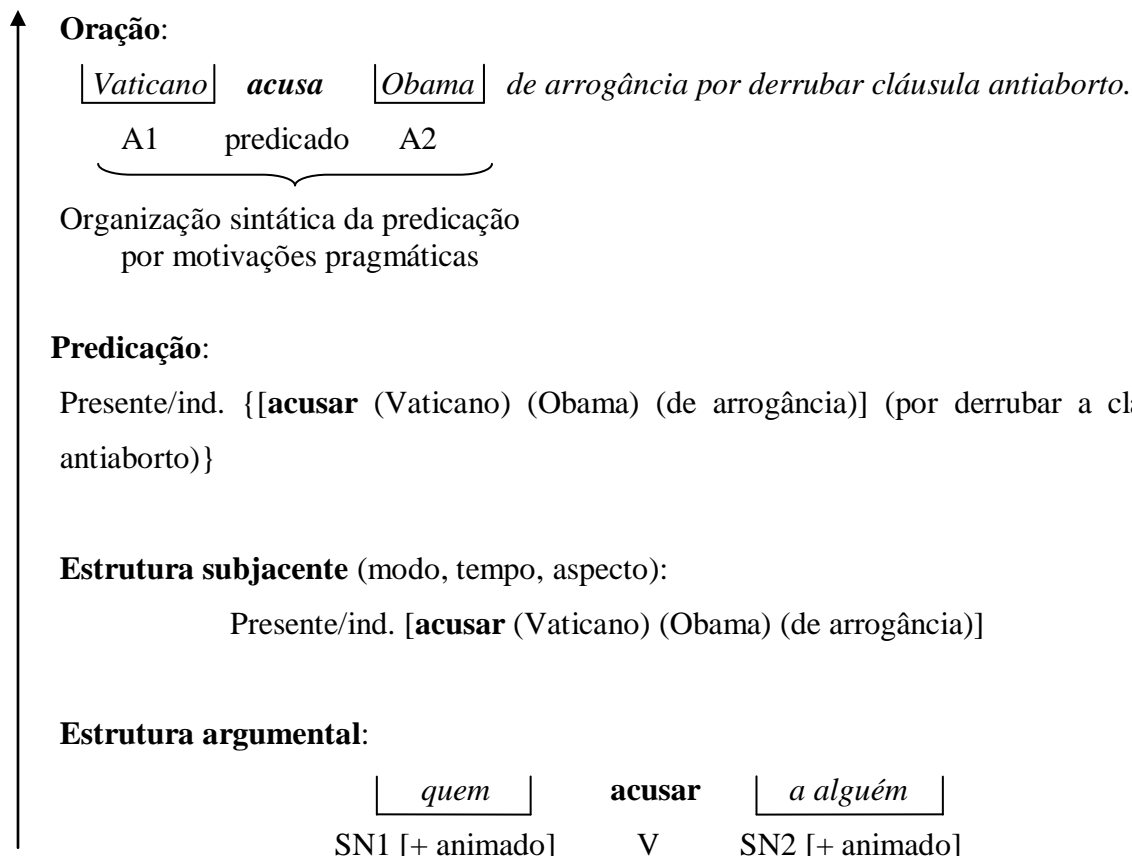 Oração:
Vaticano acusa Obama de arrogância por derrubar cláusula antiaborto.
A1 predicado A2
Organização sintática da predicação
por motivações pragmáticas
Predicação:
Presente/ind. {[acusar (Vaticano) (Obama) (de arrogância)] (por derrubar a
antiaborto)}
Estrutura subjacente (modo, tempo, aspecto):
Presente/ind. [acusar (Vaticano) (Obama) (de arrogância)]
Estrutura argumental:
quem acusar a alguém
SN1 [+ animado] V SN2 [+ animado]